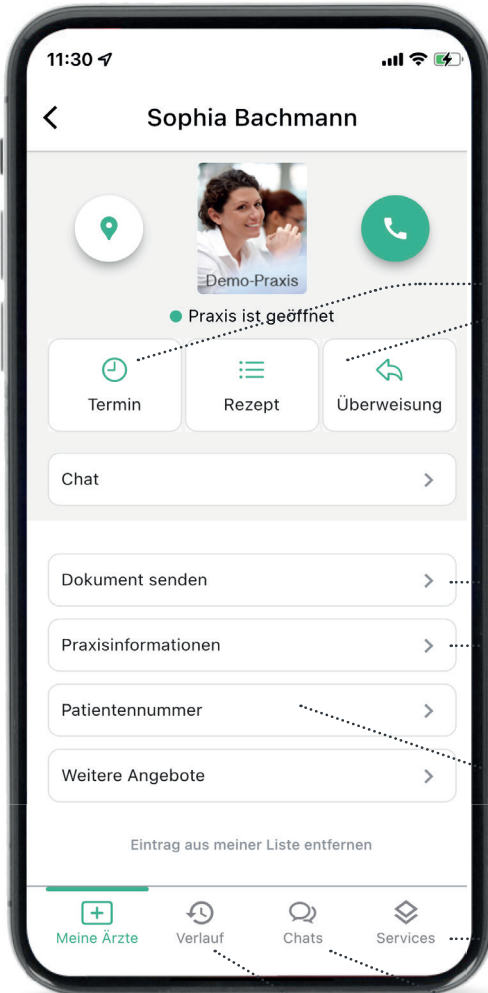 11:30
Sophia Bachmann
Demo-Praxis
Praxis ist geöffnet
Termin
Rezept
Überweisung
Chat
Dokument senden
Praxisinformationen
Patientennummer
Weitere Angebote
Eintrag aus meiner Liste entfernen
Meine Ärzte
Verlauf
Chats
Services